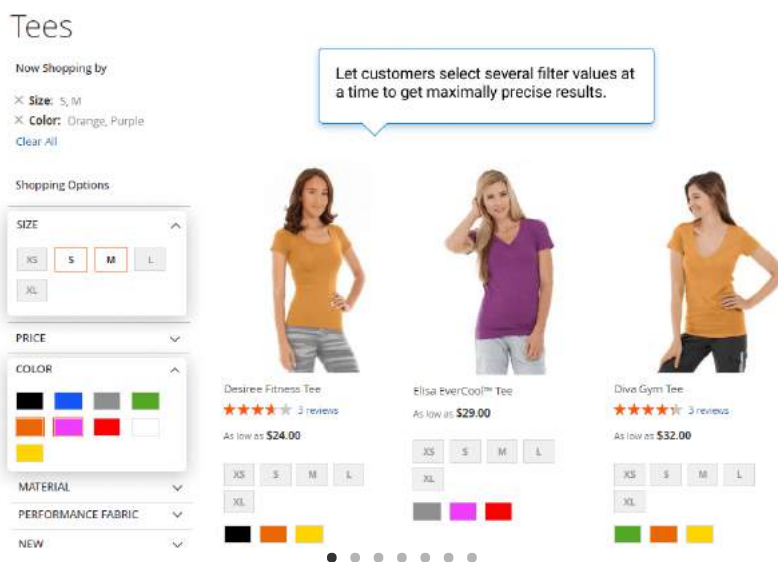 Tees
Now Shopping by
Size: S, M
Color: Orange, Purple
Clear All
Shopping Options
SIZE
XS S M L
XL
PRICE
COLOR
MATERIAL
PERFORMANCE FABRIC
NEW
Let customers select several filter values at
a time to get maximally precise results.
Desiree Fitness Tee
3 reviews
As low as $24.00
XS S M L
XL
Elisa EverCool™ Tee
As low as $29.00
XS S M L
XL
Diva Gym Tee
3 reviews
As low as $32.00
XS S M L
XL